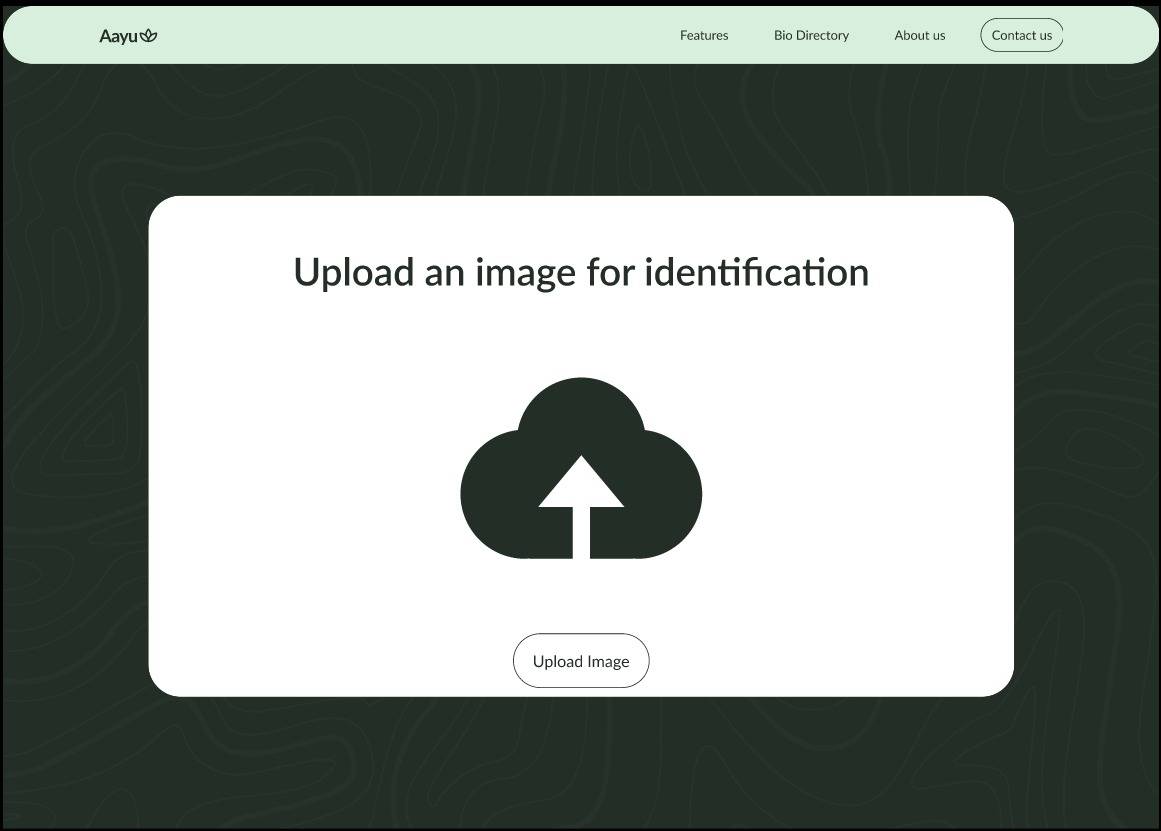 Aayu
Features
Bio Directory
About us
Contact us
Upload an image for identification
Upload Image